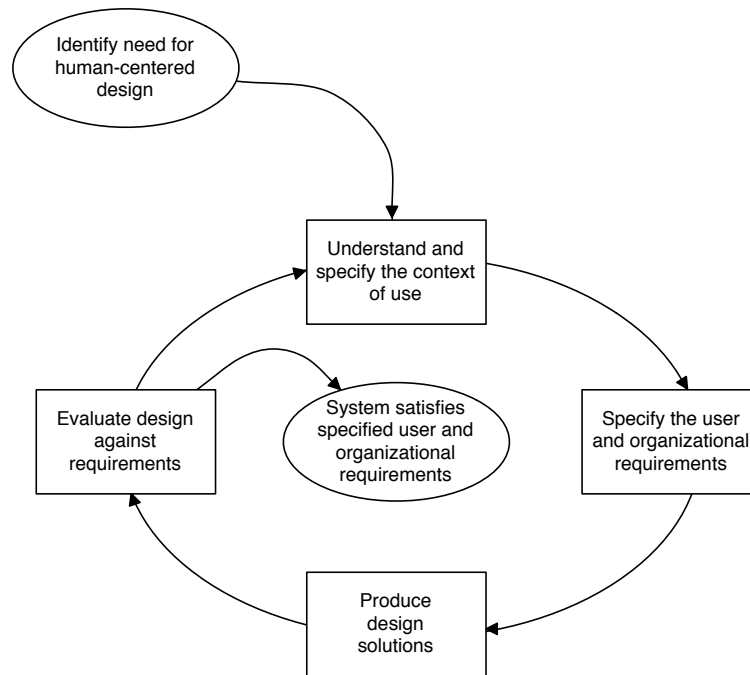 Identify need for
human-centered
design
Understand and
specify the context
of use
Evaluate design
against
requirements
System satisfies
specified user and
organizational
requirements
Specify the user
and organizational
requirements
Produce
design
solutions